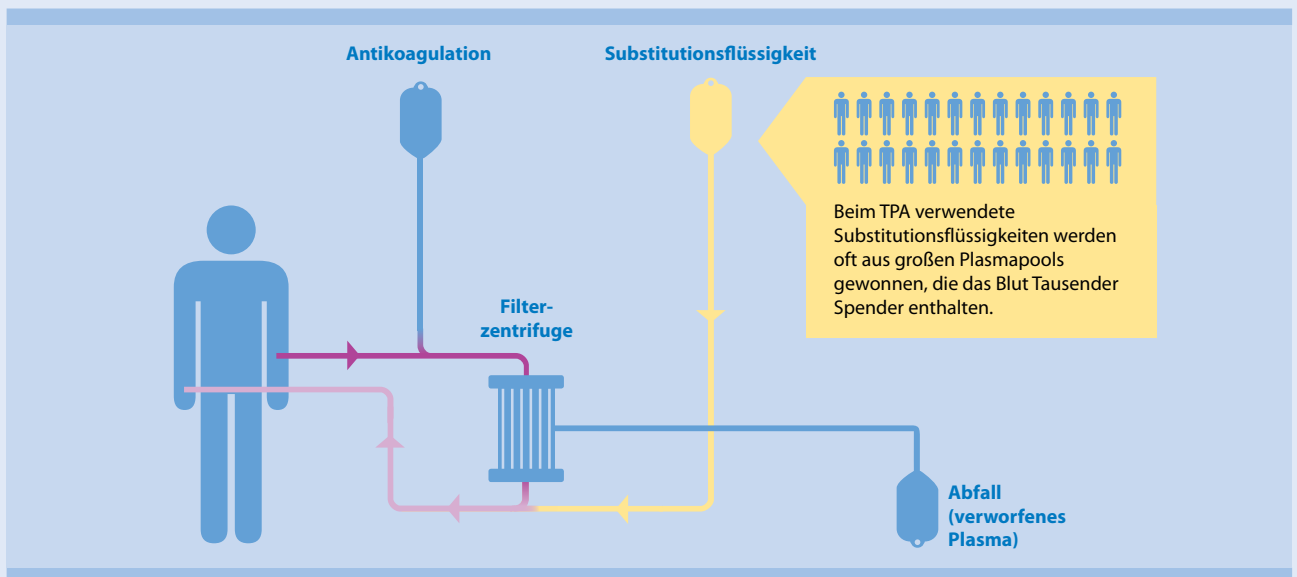 Antikoagulation
Substitutionsflüssigkeit
Beim TPA verwendete
Substitutionsflüssigkeiten werden
oft aus großen Plasmapools
gewonnen, die das Blut Tausender
Spender enthalten.
Filter-
zentrifuge
Abfall
(verworfenes
Plasma)